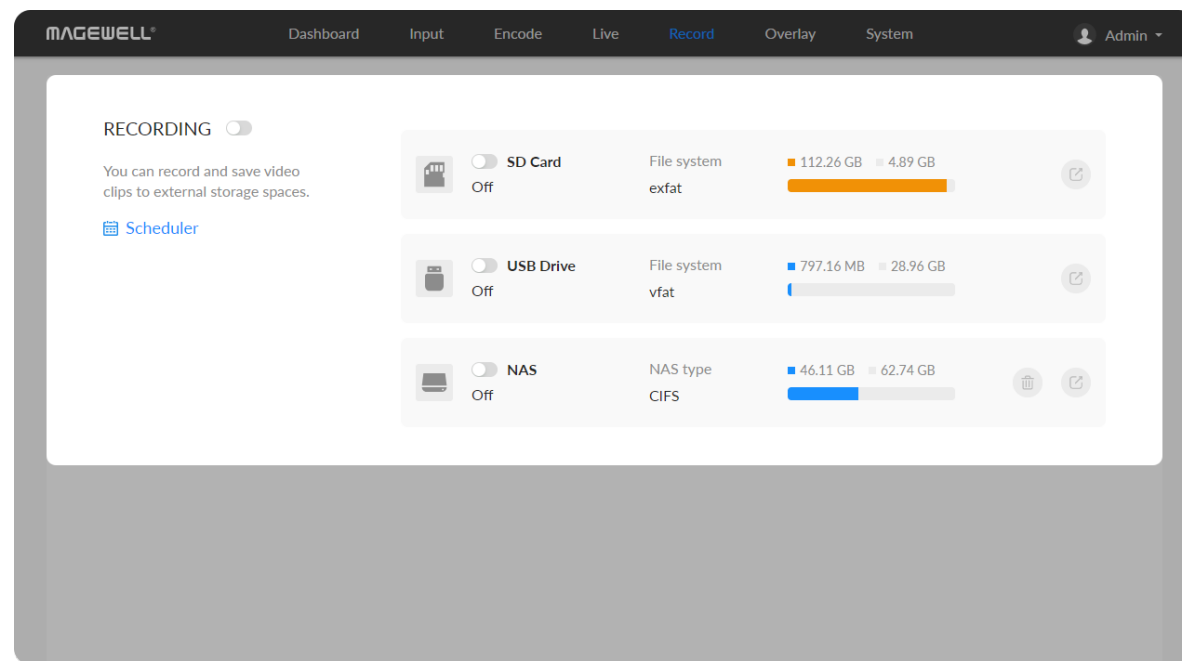 MAGEWELL®
Dashboard Input Encode Live Record Overlay System Admin
RECORDING
You can record and save video
clips to external storage spaces.
Scheduler
SD Card File system 112.26 GB 4.89 GB
Off exfat
USB Drive File system 797.16 MB 28.96 GB
Off vfat
NAS NAS type 46.11 GB 62.74 GB
Off CIFS